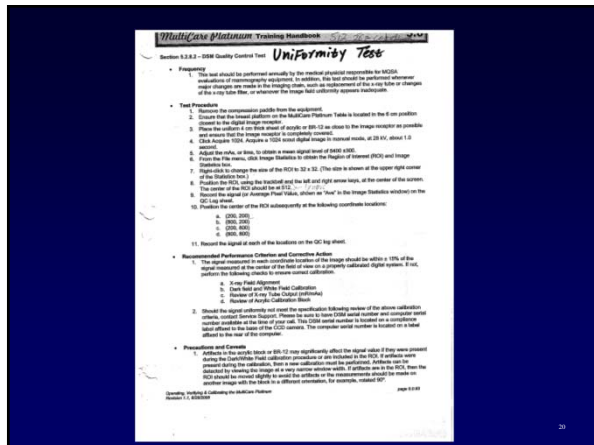 MultiCare Platinum Training Handbook
Section 5.2.8.2 – DSM Quality Control Test UniFormity Test
• Frequency
1. This test should be performed annually by the medical physicist responsible for MQSA
evaluations of mammography equipment. In addition, this test should be performed whenever
major changes are made in the imaging chain, such as replacement of the x-ray tube or changes
of the x-ray tube filter, or whenever the image field uniformity appears inadequate.
• Test Procedure
1. Remove the compression paddle from the equipment.
2. Ensure that the breast platform on the MultiCare Platinum Table is located in the 6 cm position
closest to the digital image receptor.
3. Place the uniform 4 cm thick sheet of acrylic or BR-12 as close to the image receptor as possible
and ensure that the image receptor is completely covered.
4. Click Acquire 1024. Acquire a 1024 scout digital image in manual mode, at 28 kV, about 1.0
second.
5. Adjust the mAs, or time, to obtain a mean signal level of 8400 ±300.
6. From the File menu, click Image Statistics to obtain the Region of Interest (ROI) and Image
Statistics box.
7. Right-click to change the size of the ROI to 32 x 32. (The size is shown at the upper right corner
of the Statistics box.)
8. Position the ROI, using the trackball and the left and right arrow keys, at the center of the screen.
The center of the ROI should be at 512.
9. Record the signal (or Average Pixel Value, shown as "Ave" in the Image Statistics window) on the
QC Log sheet.
10. Position the center of the ROI subsequently at the following coordinate locations:
a. (200, 200)
b. (800, 200)
c. (200, 800)
d. (800, 800)
11. Record the signal at each of the locations on the QC log sheet.
• Recommended Performance Criterion and Corrective Action
1. The signal measured in each coordinate location of the image should be within ± 15% of the
signal measured at the center of the field of view on a properly calibrated digital system. If not,
perform the following checks to ensure correct calibration.
a. X-ray Field Alignment
b. Dark field and White Field Calibration
c. Review of X-ray Tube Output (mR/mAs)
d. Review of Acrylic Calibration Block
2. Should the signal uniformity not meet the specification following review of the above calibration
criteria, contact Service Support. Please be sure to have DSM serial number and computer serial
number available at the time of your call. This DSM serial number is located on a compliance
label affixed to the base of the CCD camera. The computer serial number is located on a label
affixed to the rear of the computer.
• Precautions and Caveats
1. Artifacts in the acrylic block or BR-12 may significantly affect the signal value if they were present
during the Dark/White Field calibration procedure or are included in the ROI. If artifacts were
present during the calibration, then a new calibration must be performed. Artifacts can be
detected by viewing the image at a very narrow window width. If artifacts are in the ROI, then the
ROI should be moved slightly to avoid the artifacts or the measurements should be made on
another image with the block in a different orientation, for example, rotated 90º.
Operating, Verifying & Calibrating the MultiCare Platinum
Revision 1.1,
20